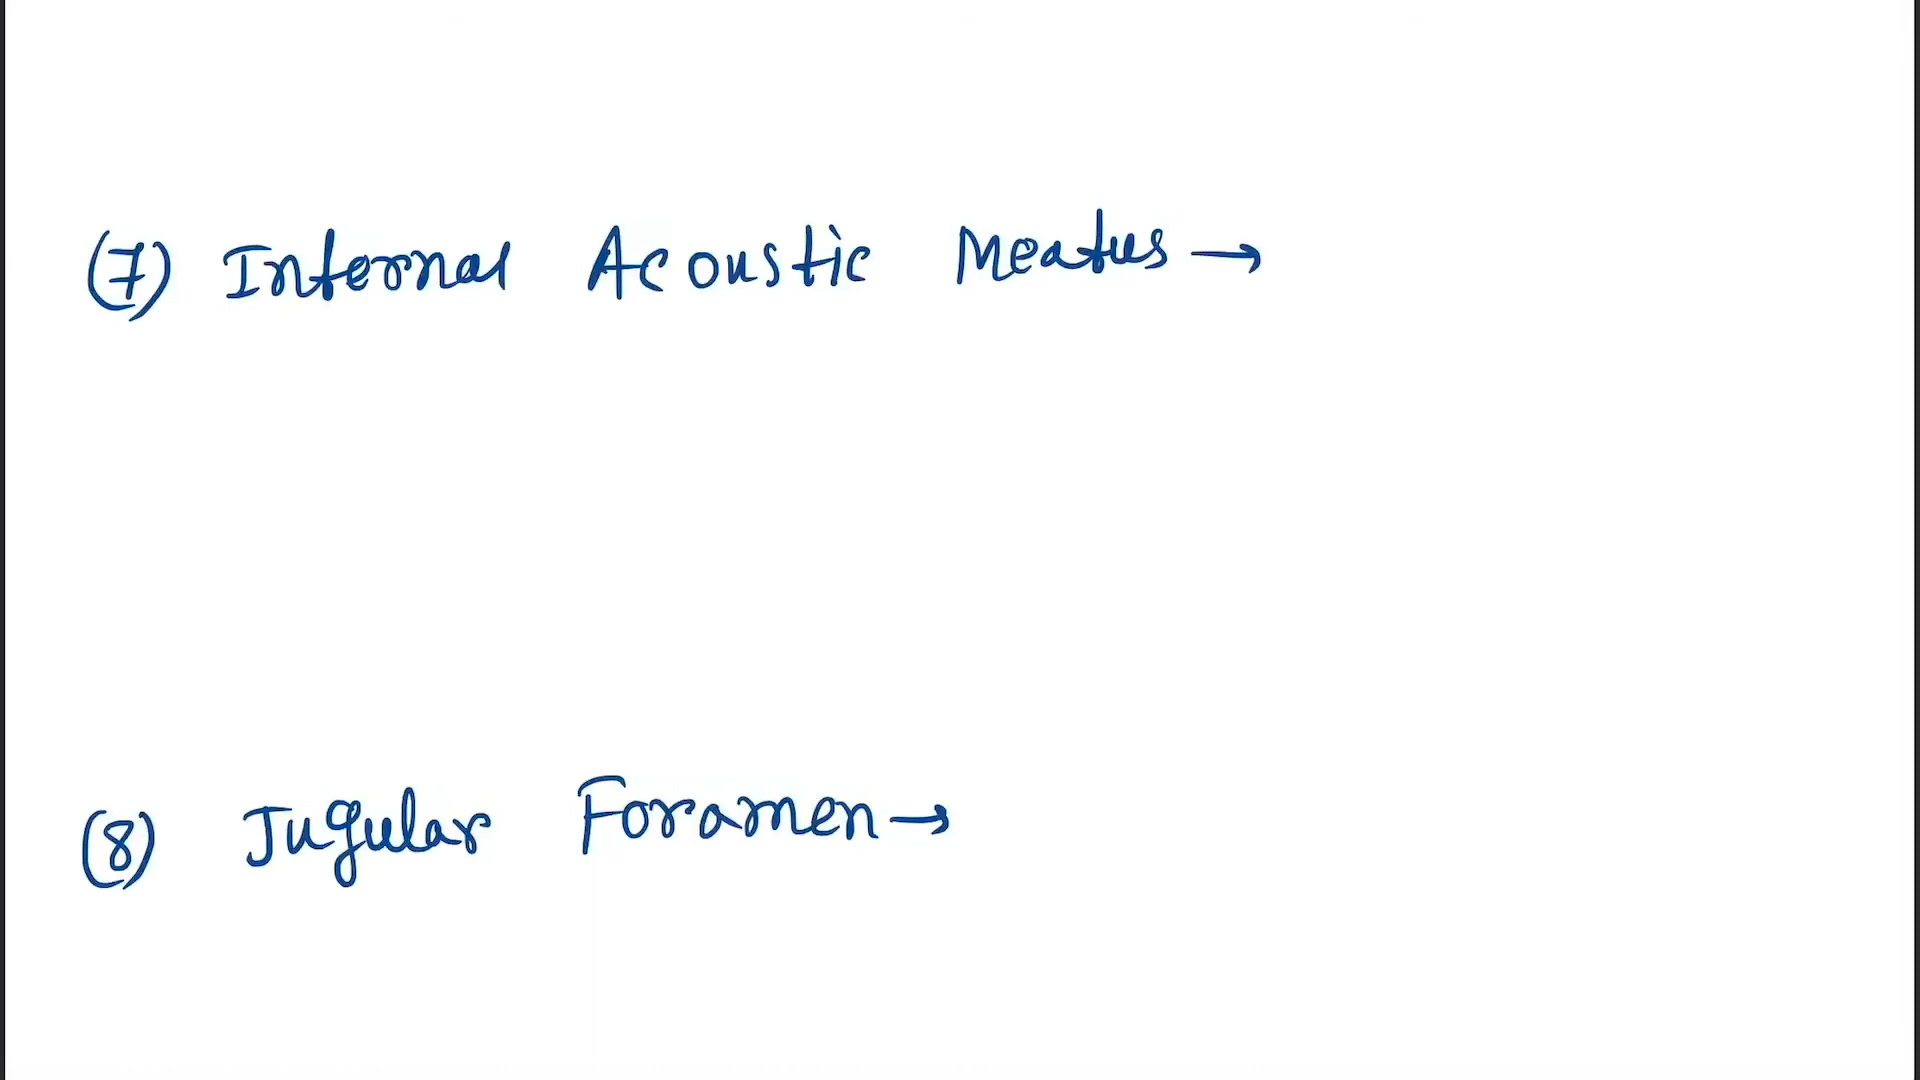 (7) Internal Acoustic Meatus →
(8) Jugular Foramen →